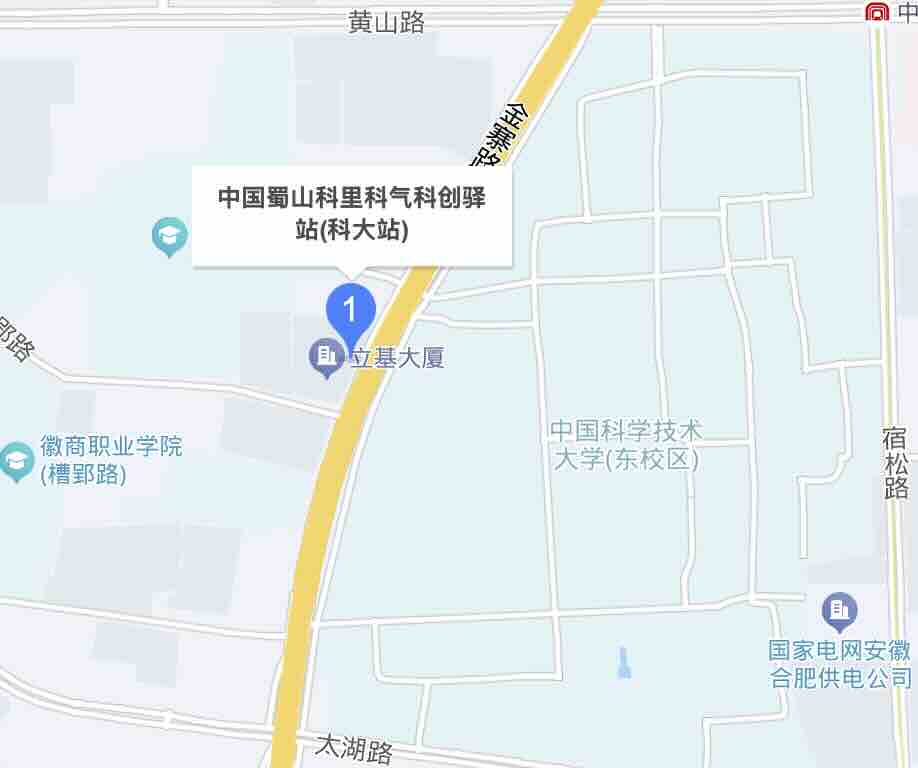 黄山路
中
金寨路
中国蜀山科里科气科创驿
站(科大站)
1
立基大厦
郢路
徽商职业学院
(槽郢路)
中国科学技术
大学(东校区)
宿松路
国家电网安徽
合肥供电公司
太湖路